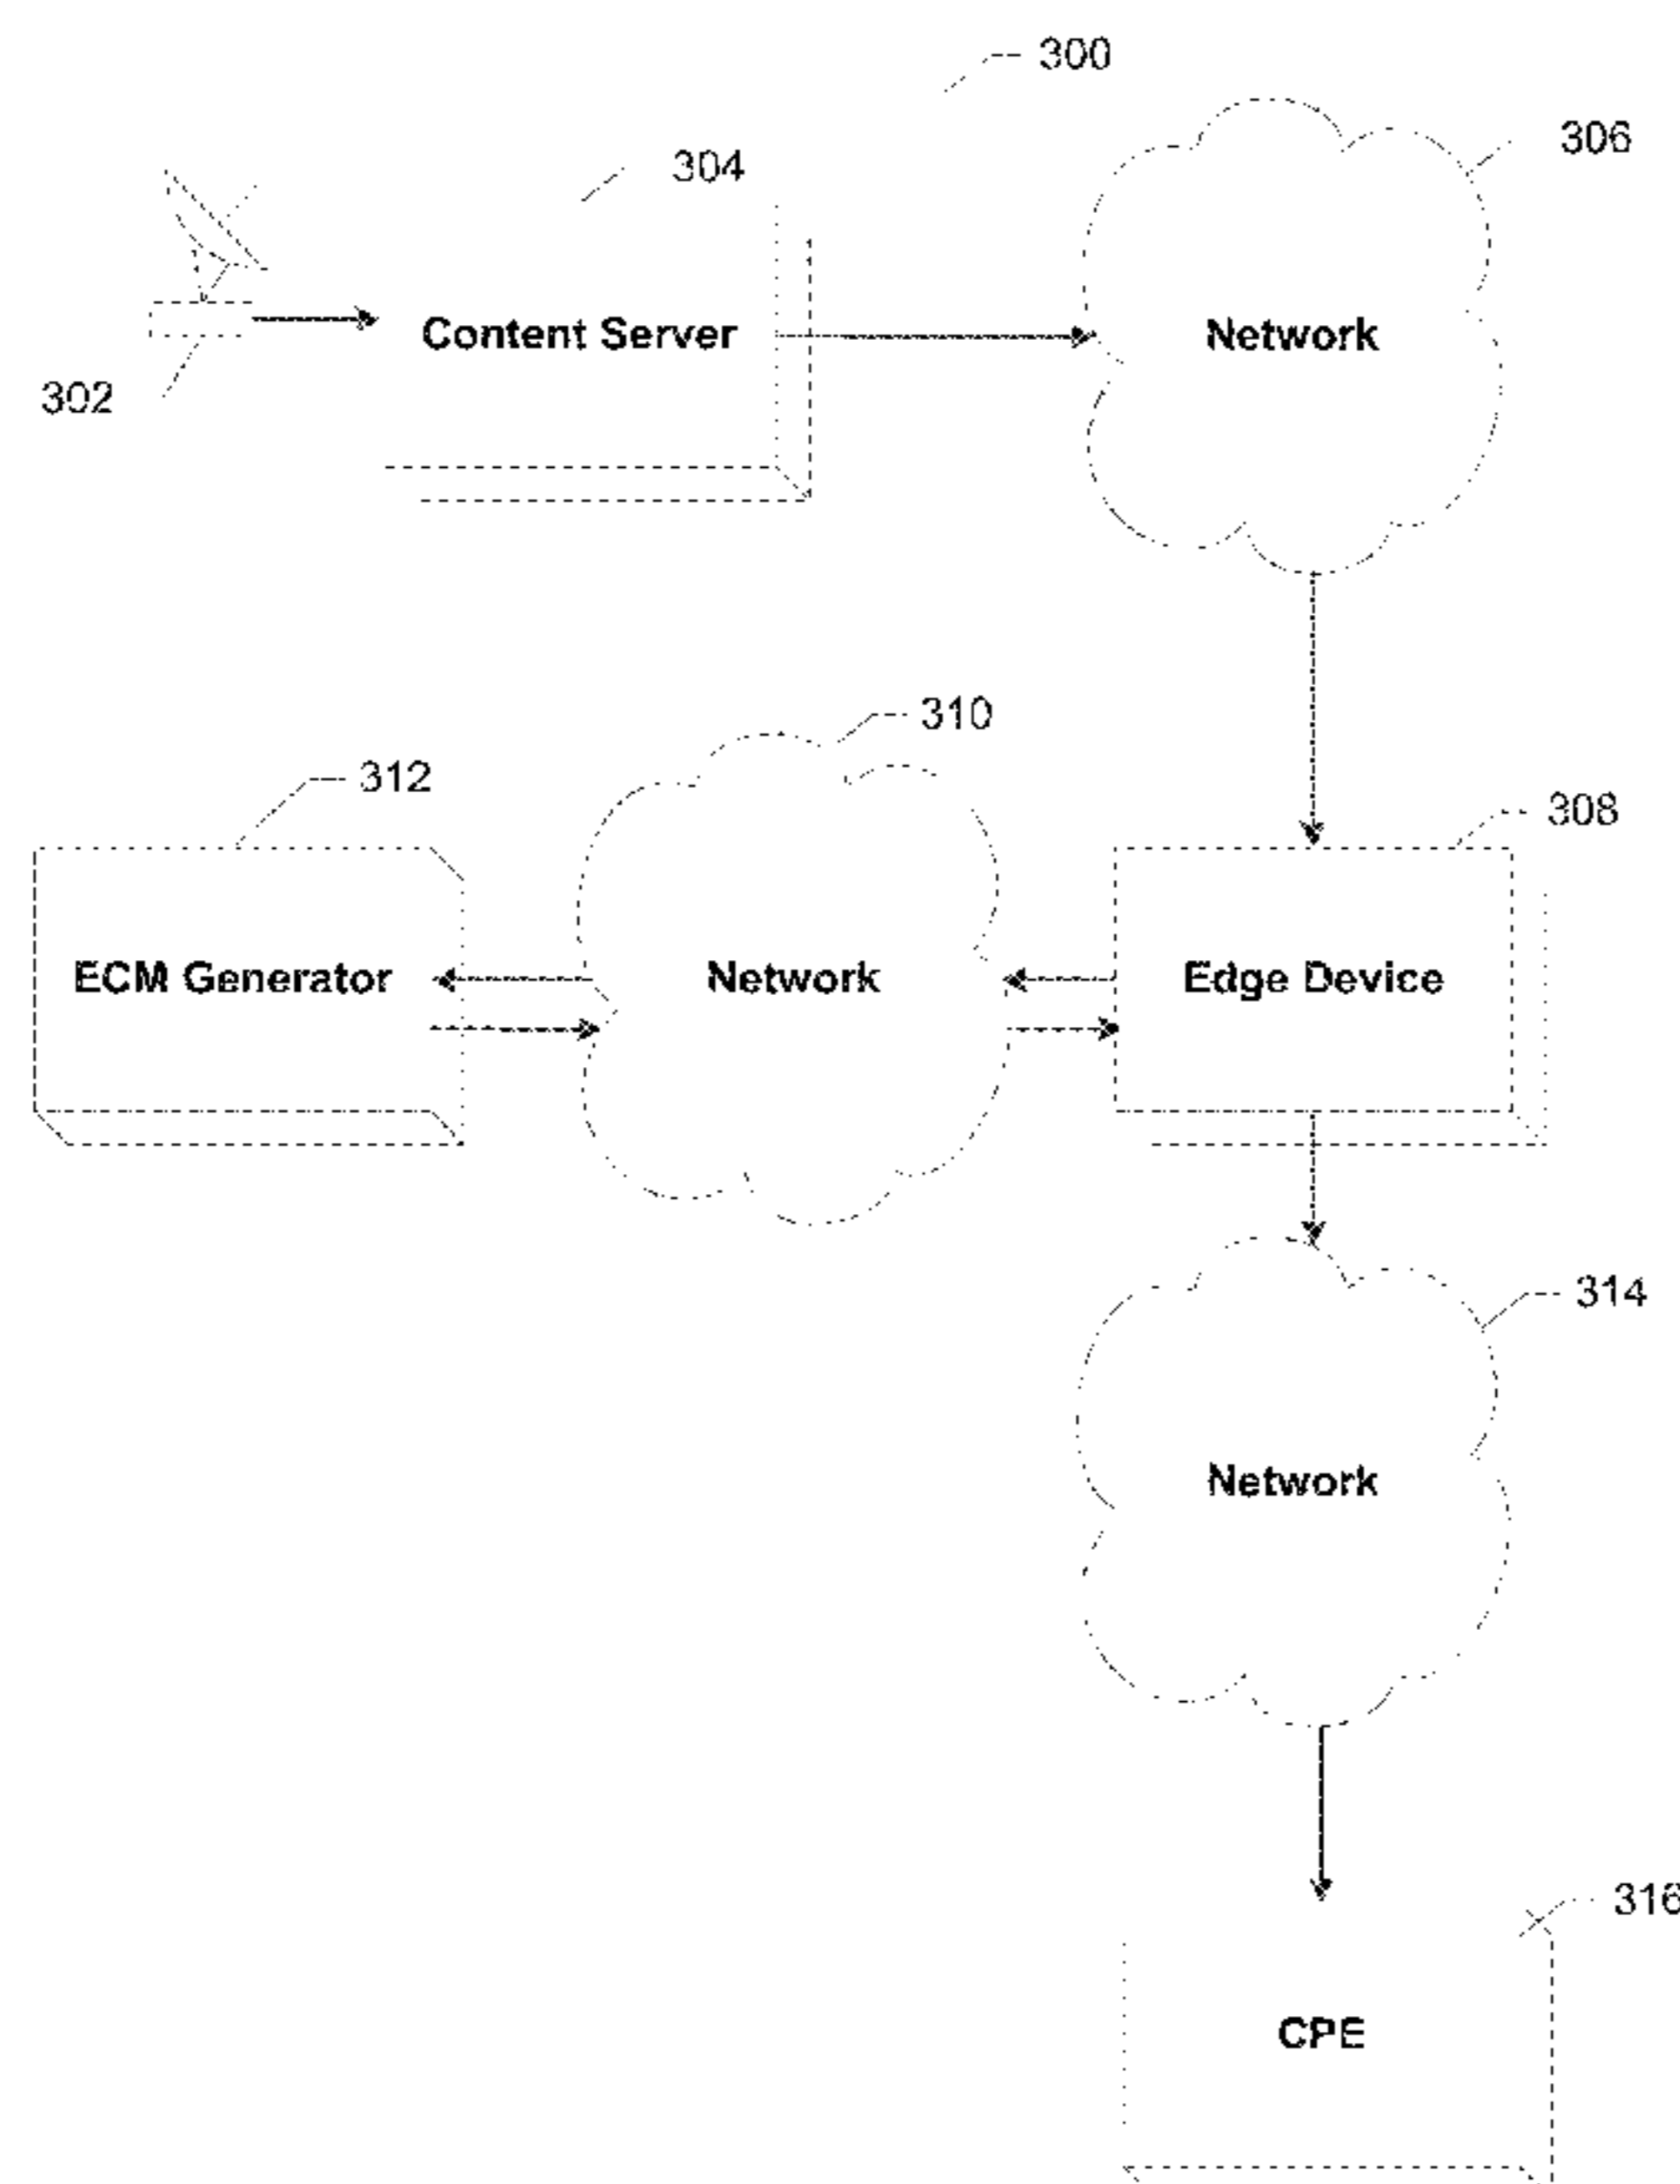 300
306
304
Content Server
Network
302
310
312
308
ECM Generator
Network
Edge Device
314
Network
316
CPE